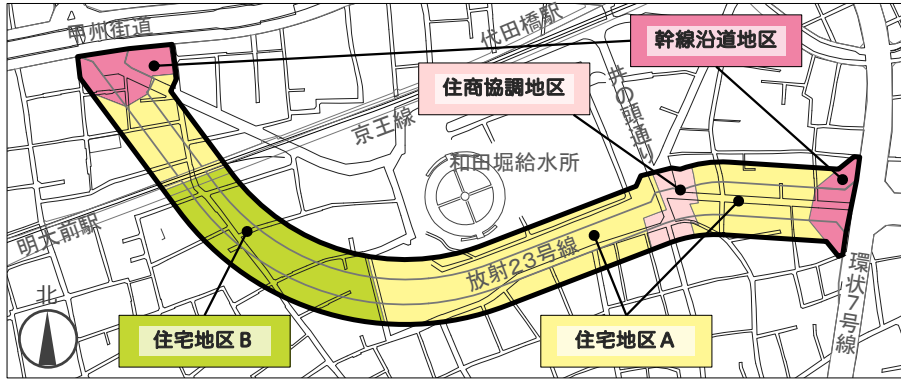 甲州街道
代田橋駅
幹線沿道地区
住商協調地区
井の頭通り
京王線
和田堀給水所
明大前駅
放射23号線
環状7号線
北
住宅地区B
住宅地区A